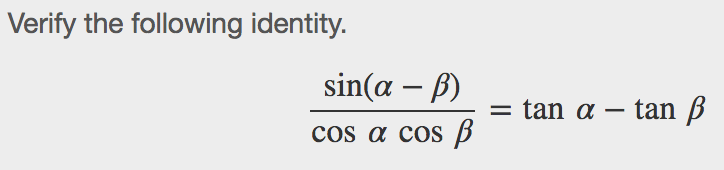 Verify the following identity.
sin(α − β)
cos α cos β
= tan α − tan β